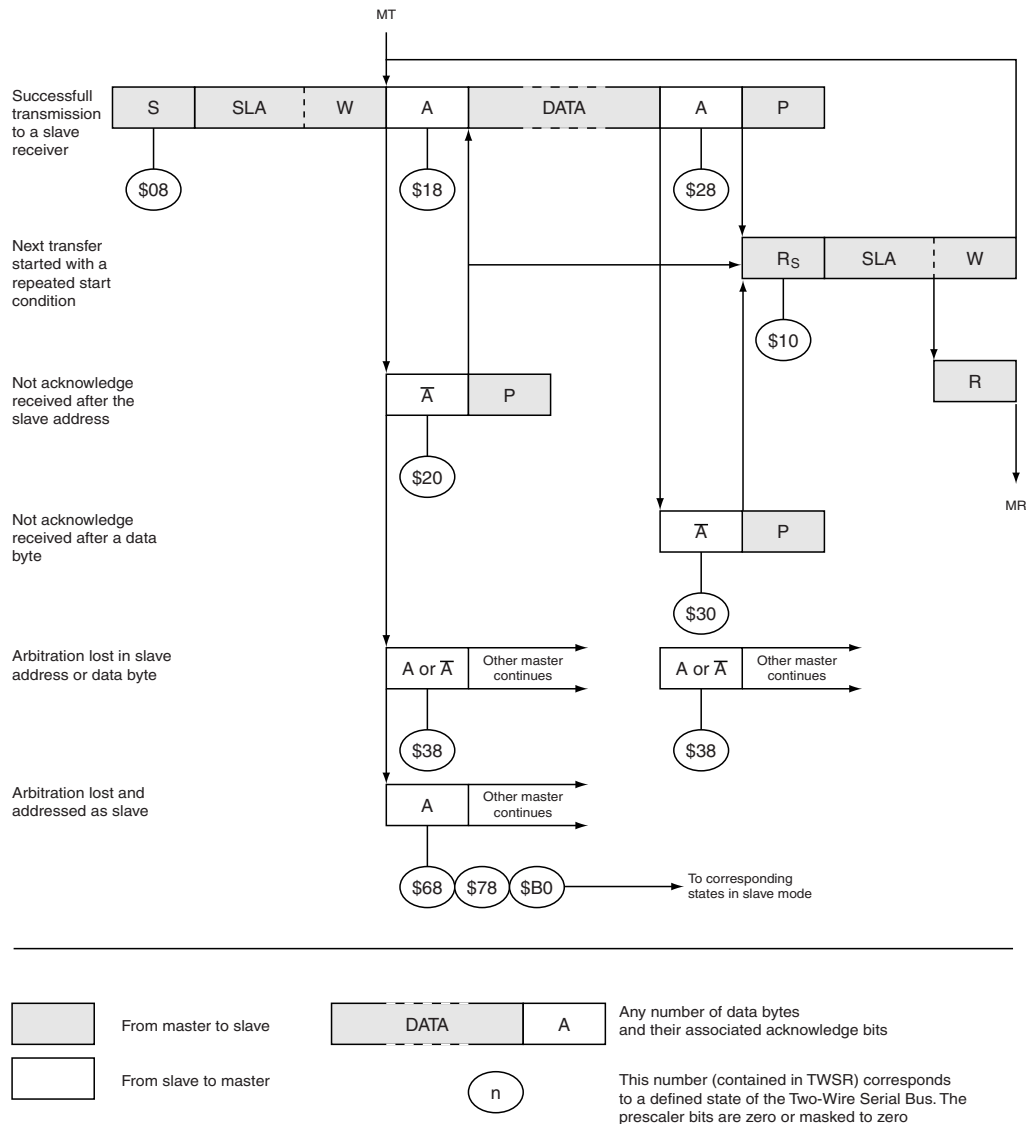 MT
Successfull
transmission
to a slave
receiver
S SLA W A DATA A P
$08 $18 $28
Next transfer
started with a
repeated start
condition
RS SLA W
$10
Not acknowledge
received after the
slave address
A̅ P
R
$20
MR
Not acknowledge
received after a data
byte
A̅ P
$30
Arbitration lost in slave
address or data byte
A or A̅ Other master
continues
A or A̅ Other master
continues
$38 $38
Arbitration lost and
addressed as slave
A Other master
continues
$68 $78 $B0
To corresponding
states in slave mode
From master to slave
DATA A
Any number of data bytes
and their associated acknowledge bits
From slave to master
n
This number (contained in TWSR) corresponds
to a defined state of the Two-Wire Serial Bus. The
prescaler bits are zero or masked to zero